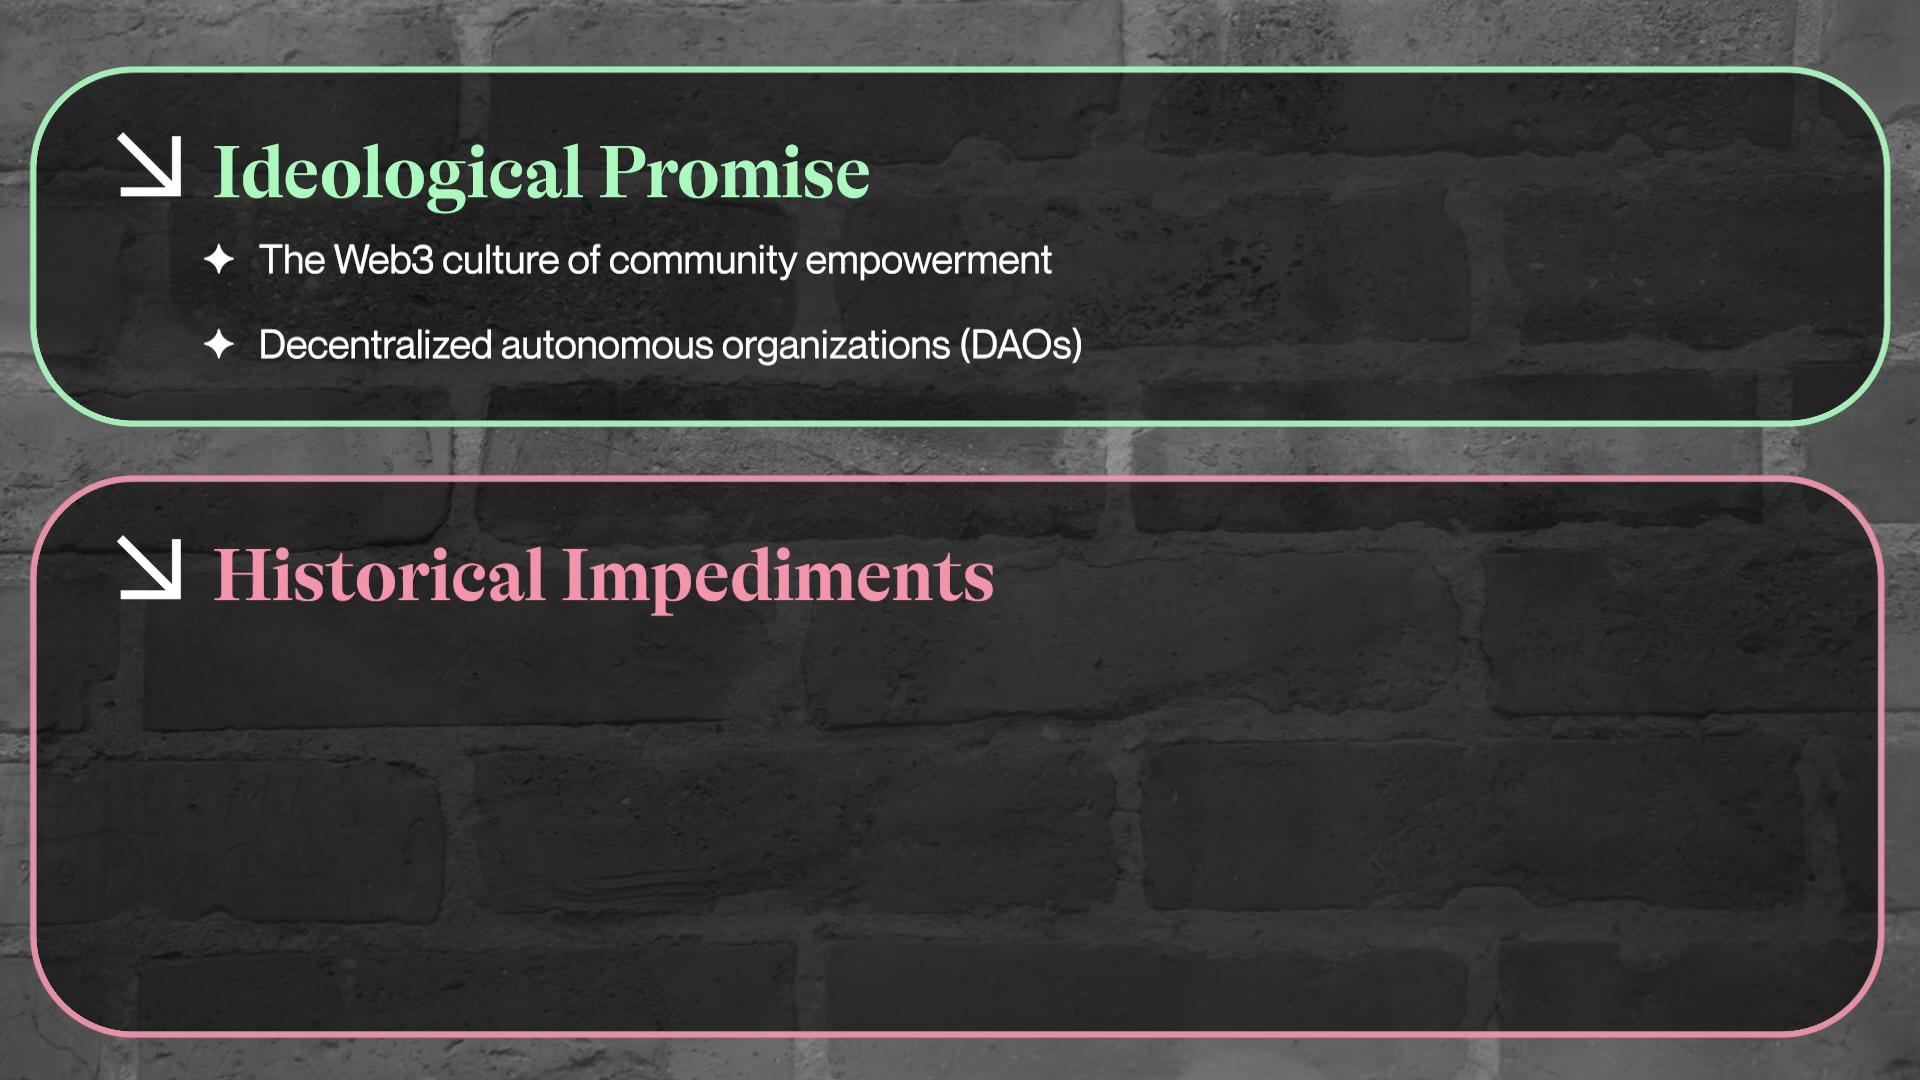 Ideological Promise
The Web3 culture of community empowerment
Decentralized autonomous organizations (DAOs)
Historical Impediments